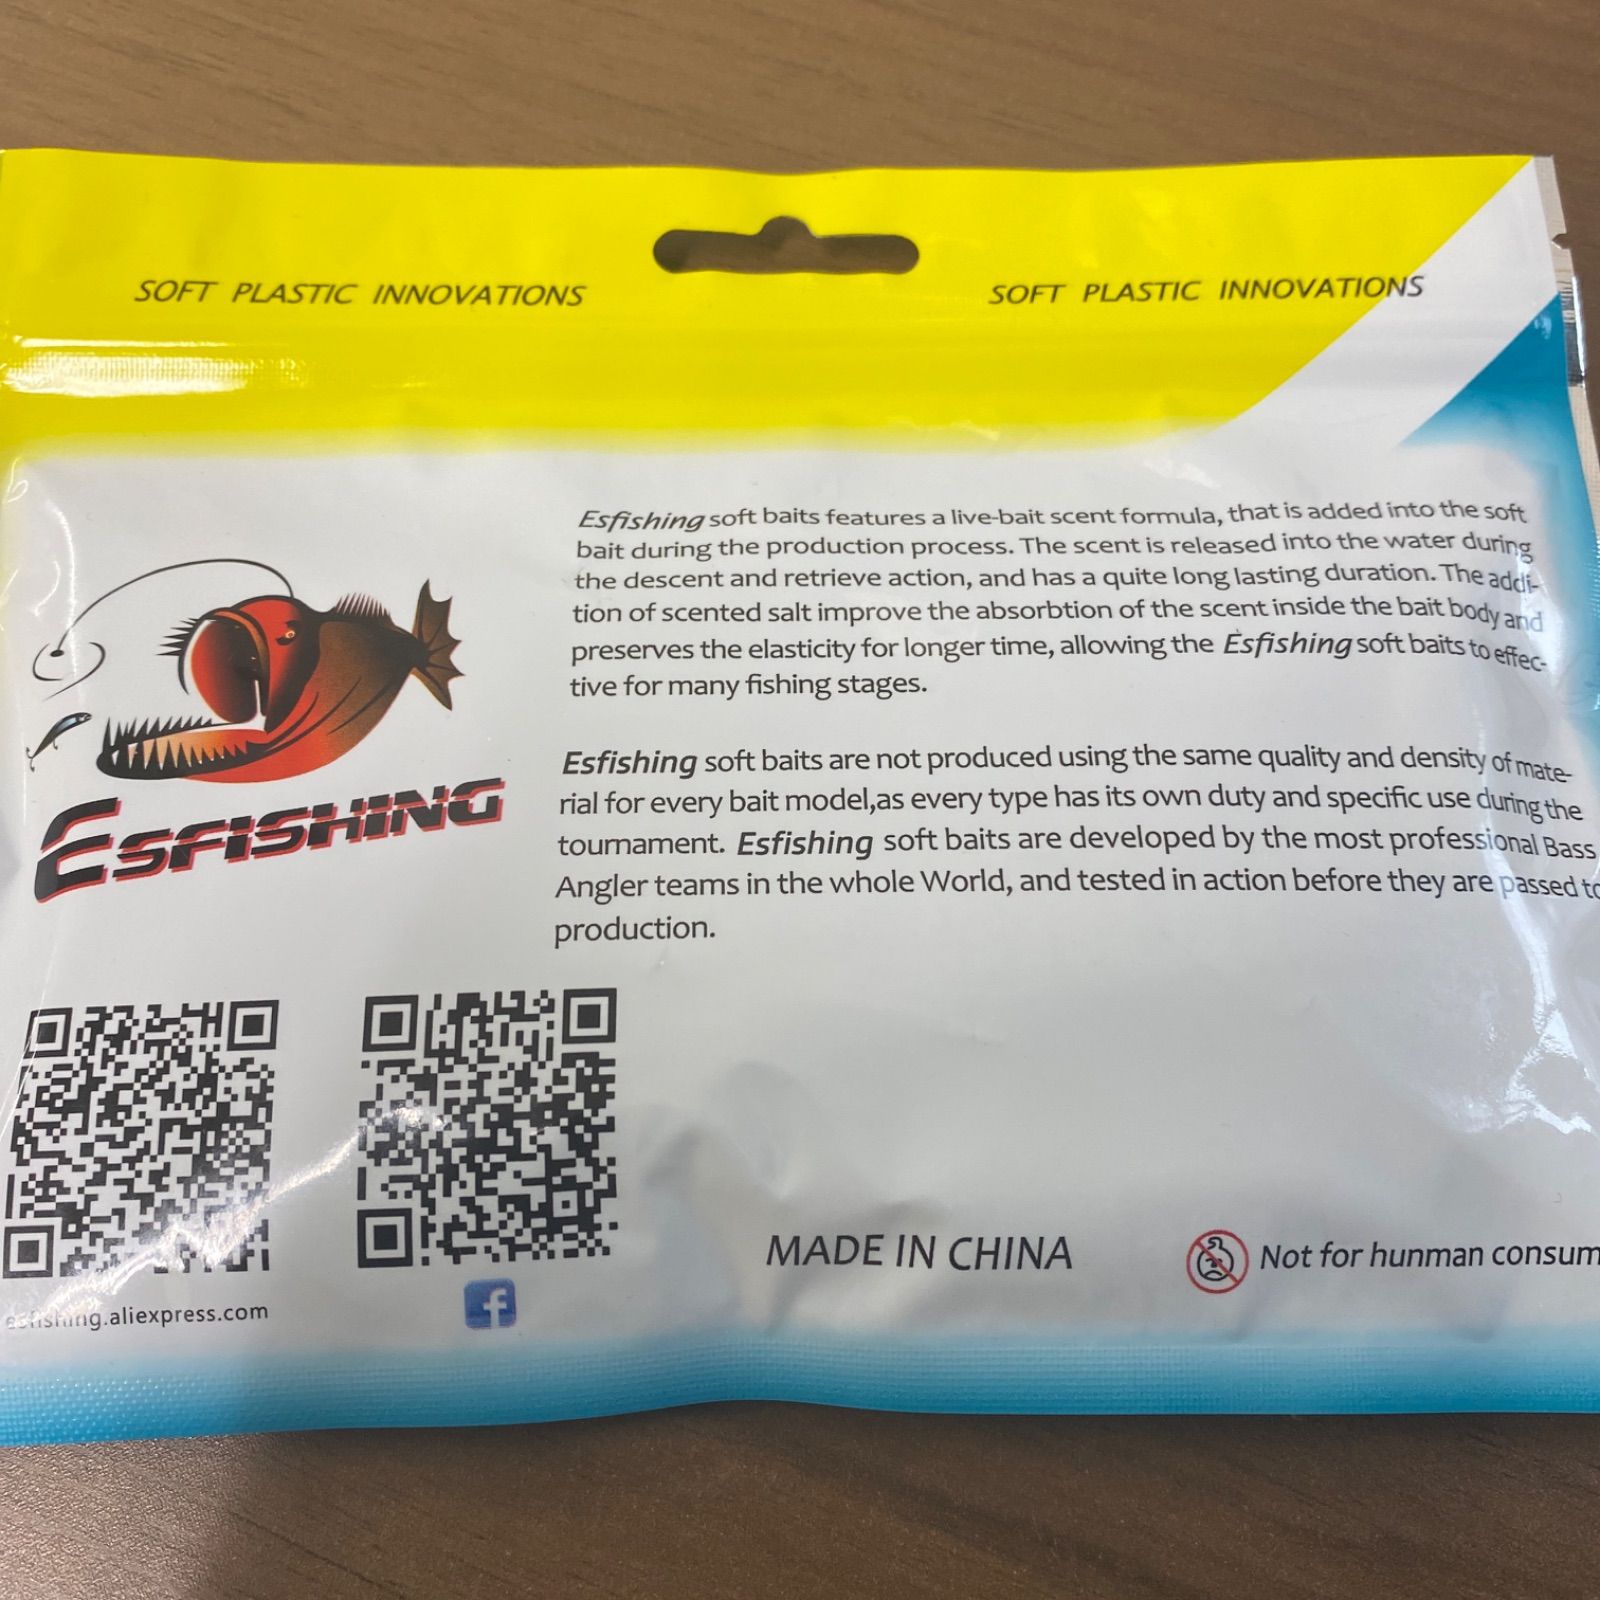 SOFT PLASTIC INNOVATIONS
SOFT PLASTIC INNOVATIONS
Esfishing soft baits features a live-bait scent formula, that is added into the soft
bait during the production process. The scent is released into the water during
the descent and retrieve action, and has a quite long lasting duration. The addi-
tion of scented salt improve the absorbtion of the scent inside the bait body and
preserves the elasticity for longer time, allowing the Esfishing soft baits to effec-
tive for many fishing stages.
Esfishing soft baits are not produced using the same quality and density of mate-
rial for every bait model,as every type has its own duty and specific use during the
tournament. Esfishing soft baits are developed by the most professional Bass
Angler teams in the whole World, and tested in action before they are passed to
production.
ESFISHING
esfishing.aliexpress.com
f
MADE IN CHINA
Not for hunman consum